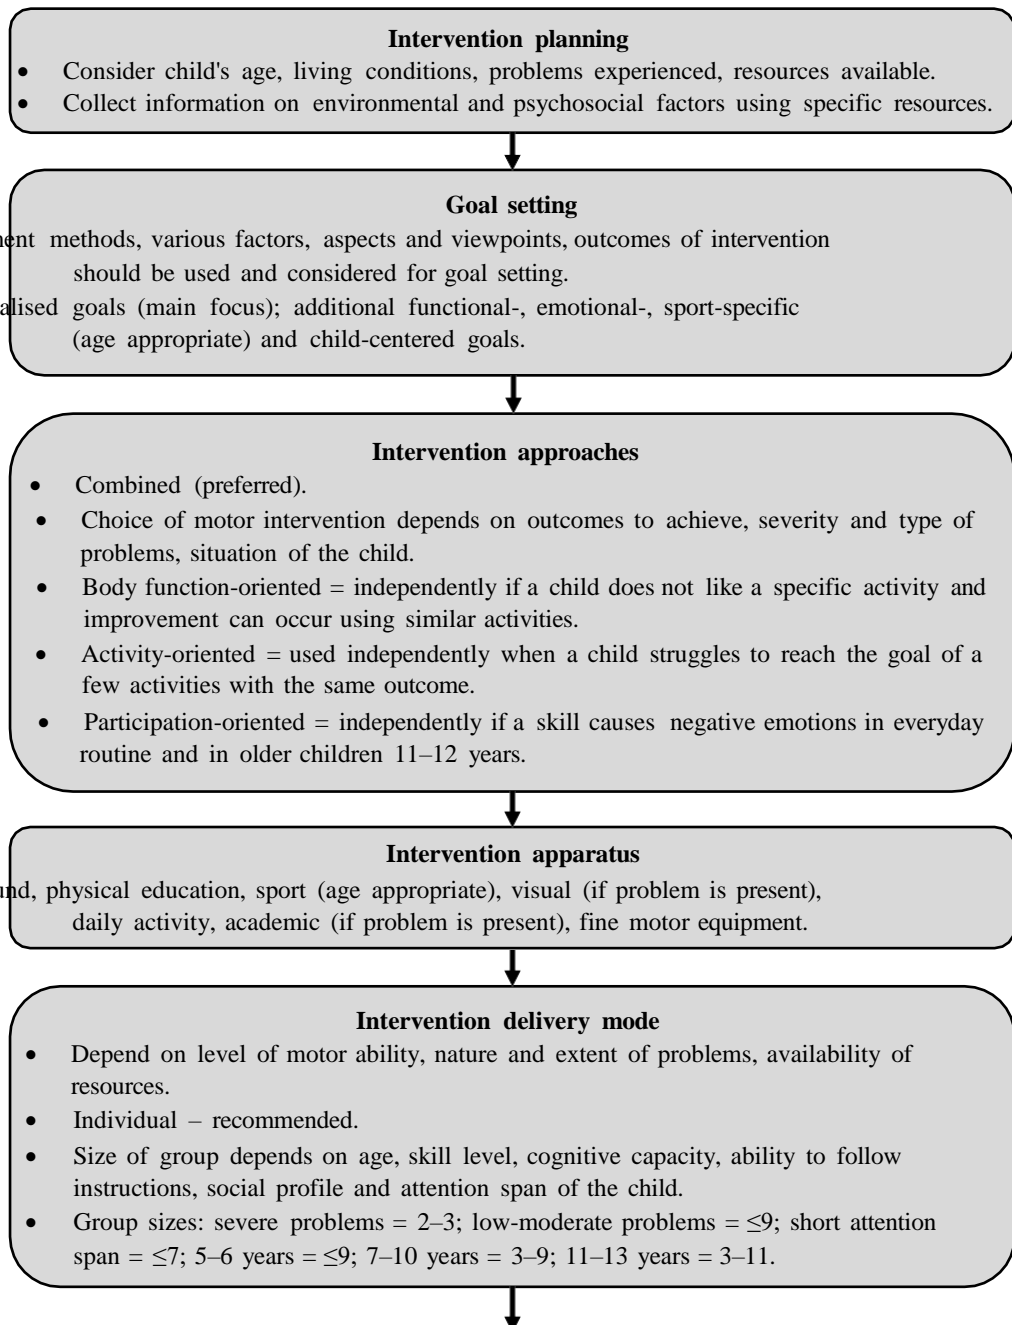 Intervention planning
• Consider child's age, living conditions, problems experienced, resources available.
• Collect information on environmental and psychosocial factors using specific resources.
Goal setting
methods, various factors, aspects and viewpoints, outcomes of intervention
should be used and considered for goal setting.
goals (main focus); additional functional-, emotional-, sport-specific
(age appropriate) and child-centered goals.
Intervention approaches
• Combined (preferred).
• Choice of motor intervention depends on outcomes to achieve, severity and type of
problems, situation of the child.
• Body function-oriented = independently if a child does not like a specific activity and
improvement can occur using similar activities.
• Activity-oriented = used independently when a child struggles to reach the goal of a
few activities with the same outcome.
• Participation-oriented = independently if a skill causes negative emotions in everyday
routine and in older children 11–12 years.
Intervention apparatus
physical education, sport (age appropriate), visual (if problem is present),
daily activity, academic (if problem is present), fine motor equipment.
Intervention delivery mode
• Depend on level of motor ability, nature and extent of problems, availability of
resources.
• Individual – recommended.
• Size of group depends on age, skill level, cognitive capacity, ability to follow
instructions, social profile and attention span of the child.
• Group sizes: severe problems = 2–3; low-moderate problems = ≤9; short attention
span = ≤7; 5–6 years = ≤9; 7–10 years = 3–9; 11–13 years = 3–11.